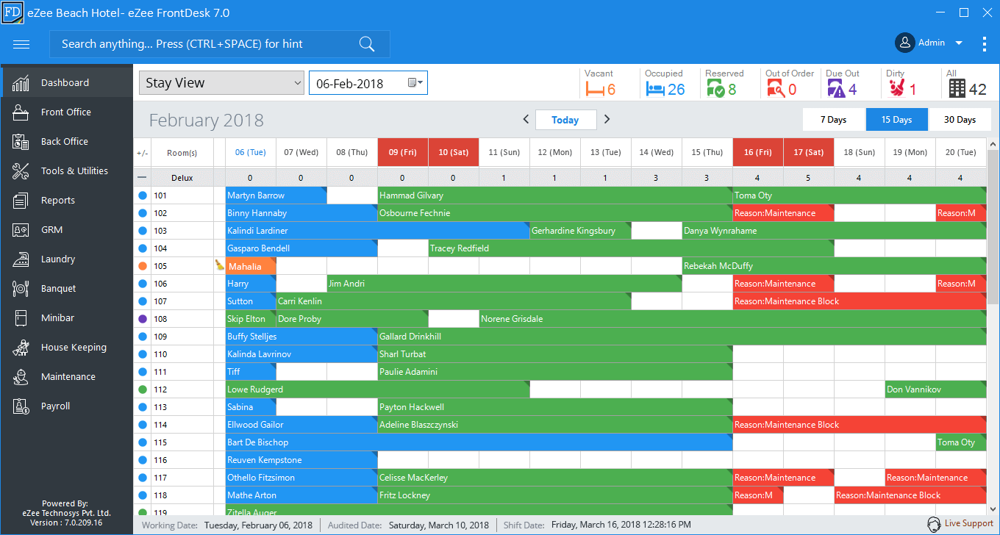 FD eZee Beach Hotel- eZee FrontDesk 7.0
Search anything... Press (CTRL+SPACE) for hint
Admin
Dashboard
Front Office
Back Office
Tools & Utilities
Reports
GRM
Laundry
Banquet
Minibar
House Keeping
Maintenance
Payroll
Powered By:
eZee Technosys Pvt. Ltd.
Version : 7.0.209.16
Stay View
06-Feb-2018
Vacant Occupied Reserved Out of Order Due Out Dirty All
6 26 8 0 4 1 42
February 2018
Today
7 Days 15 Days 30 Days
+/- Room(s) 06 (Tue) 07 (Wed) 08 (Thu) 09 (Fri) 10 (Sat) 11 (Sun) 12 (Mon) 13 (Tue) 14 (Wed) 15 (Thu) 16 (Fri) 17 (Sat) 18 (Sun) 19 (Mon) 20 (Tue)
Delux 0 0 0 0 0 1 1 1 3 3 4 5 4 4 4
101 Martyn Barrow Hammad Gilvary Toma Oty
102 Binny Hannaby Osbourne Fechnie Reason:Maintenance Reason:M
103 Kalindi Lardiner Gerhardine Kingsbury Danya Wynrahame
104 Gasparo Bendell Tracey Redfield
105 Mahalia Rebekah McDuffy
106 Harry Jim Andri Reason:Maintenance Reason:M
107 Sutton Carri Kenlin Reason:Maintenance Block
108 Skip Elton Dore Proby Norene Grisdale
109 Buffy Stelljes Gallard Drinkhill
110 Kalinda Lavrinov Sharl Turbat
111 Tiff Paulie Adamini
112 Lowe Rudgerd Don Vannikov
113 Sabina Payton Hackwell
114 Ellwood Gailor Adeline Blaszczynski Reason:Maintenance Block
115 Bart De Bischop Toma Oty
116 Reuven Kempstone
117 Othello Fitzsimon Celisse MacKerley Reason:Maintenance Reason:Maintenance
118 Mathe Arton Fritz Lockney Reason:M Reason:Maintenance Block
119 Zitella Auner
Working Date: Tuesday, February 06, 2018 Audited Date: Saturday, March 10, 2018 Shift Date: Friday, March 16, 2018 12:28:16 PM
Live Support